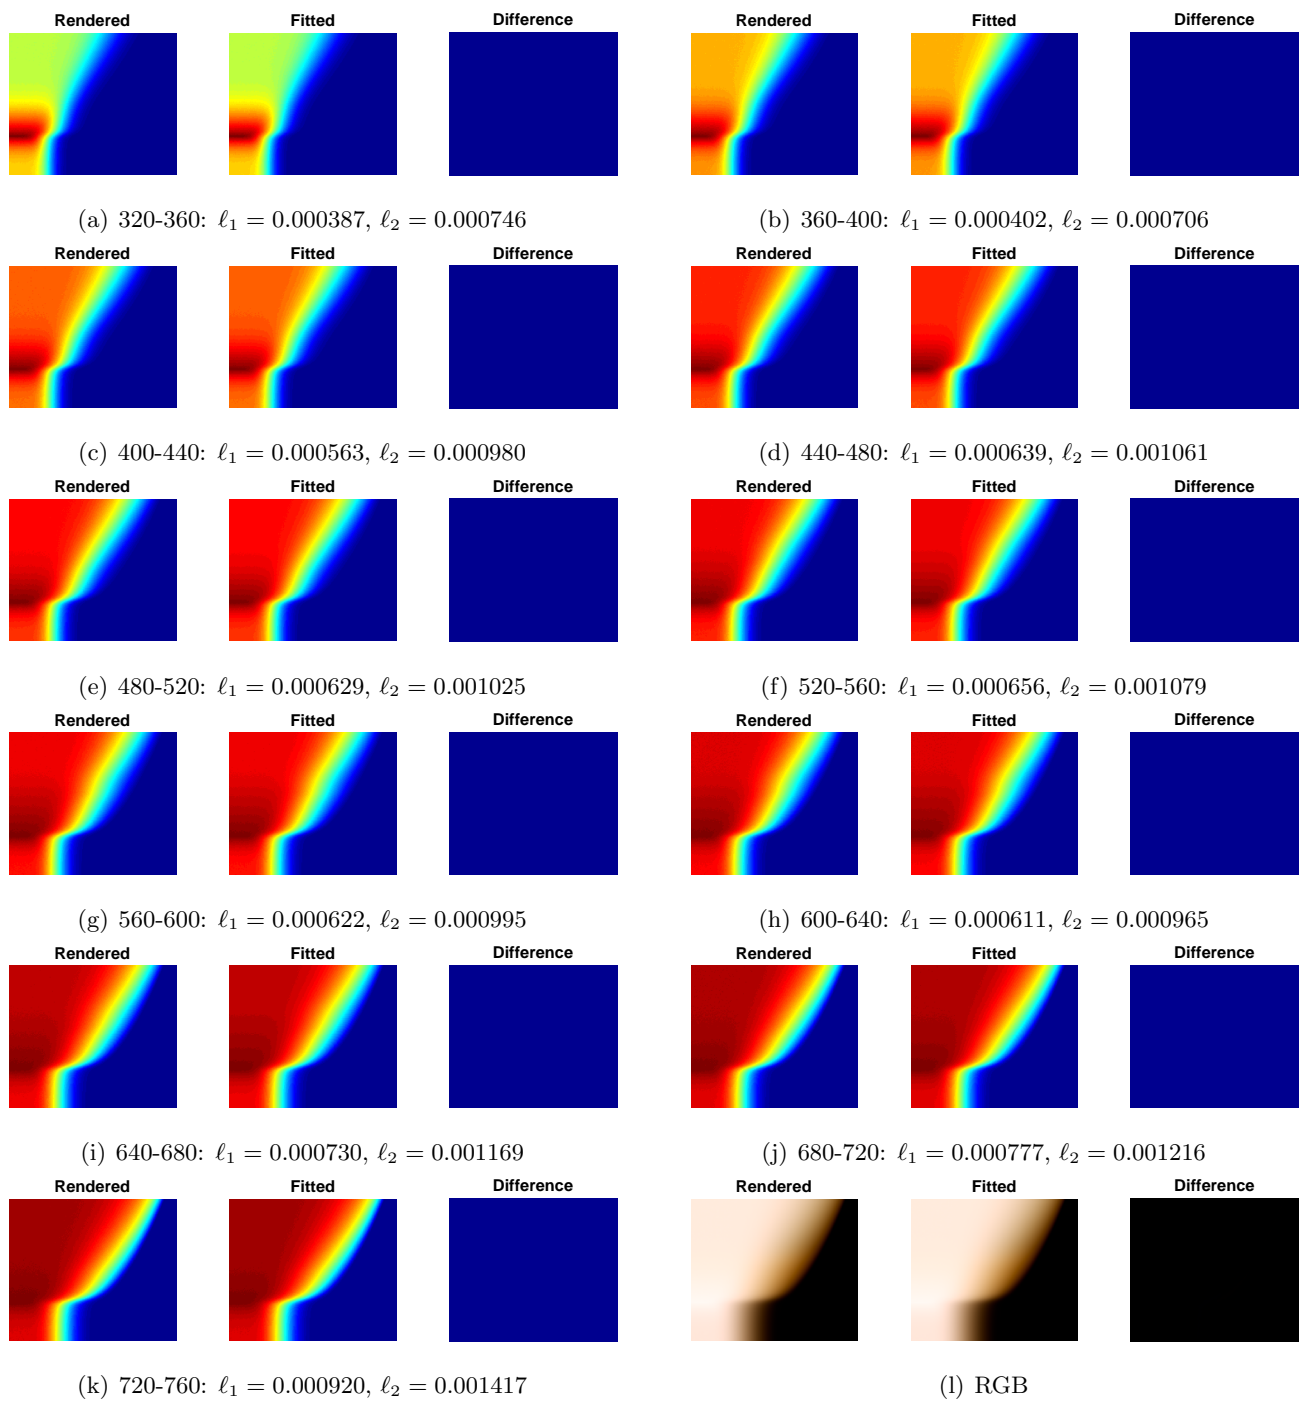 Rendered Fitted Difference Rendered Fitted Difference
(a) 320-360: ℓ₁ = 0.000387, ℓ₂ = 0.000746 (b) 360-400: ℓ₁ = 0.000402, ℓ₂ = 0.000706
Rendered Fitted Difference Rendered Fitted Difference
(c) 400-440: ℓ₁ = 0.000563, ℓ₂ = 0.000980 (d) 440-480: ℓ₁ = 0.000639, ℓ₂ = 0.001061
Rendered Fitted Difference Rendered Fitted Difference
(e) 480-520: ℓ₁ = 0.000629, ℓ₂ = 0.001025 (f) 520-560: ℓ₁ = 0.000656, ℓ₂ = 0.001079
Rendered Fitted Difference Rendered Fitted Difference
(g) 560-600: ℓ₁ = 0.000622, ℓ₂ = 0.000995 (h) 600-640: ℓ₁ = 0.000611, ℓ₂ = 0.000965
Rendered Fitted Difference Rendered Fitted Difference
(i) 640-680: ℓ₁ = 0.000730, ℓ₂ = 0.001169 (j) 680-720: ℓ₁ = 0.000777, ℓ₂ = 0.001216
Rendered Fitted Difference Rendered Fitted Difference
(k) 720-760: ℓ₁ = 0.000920, ℓ₂ = 0.001417 (l) RGB